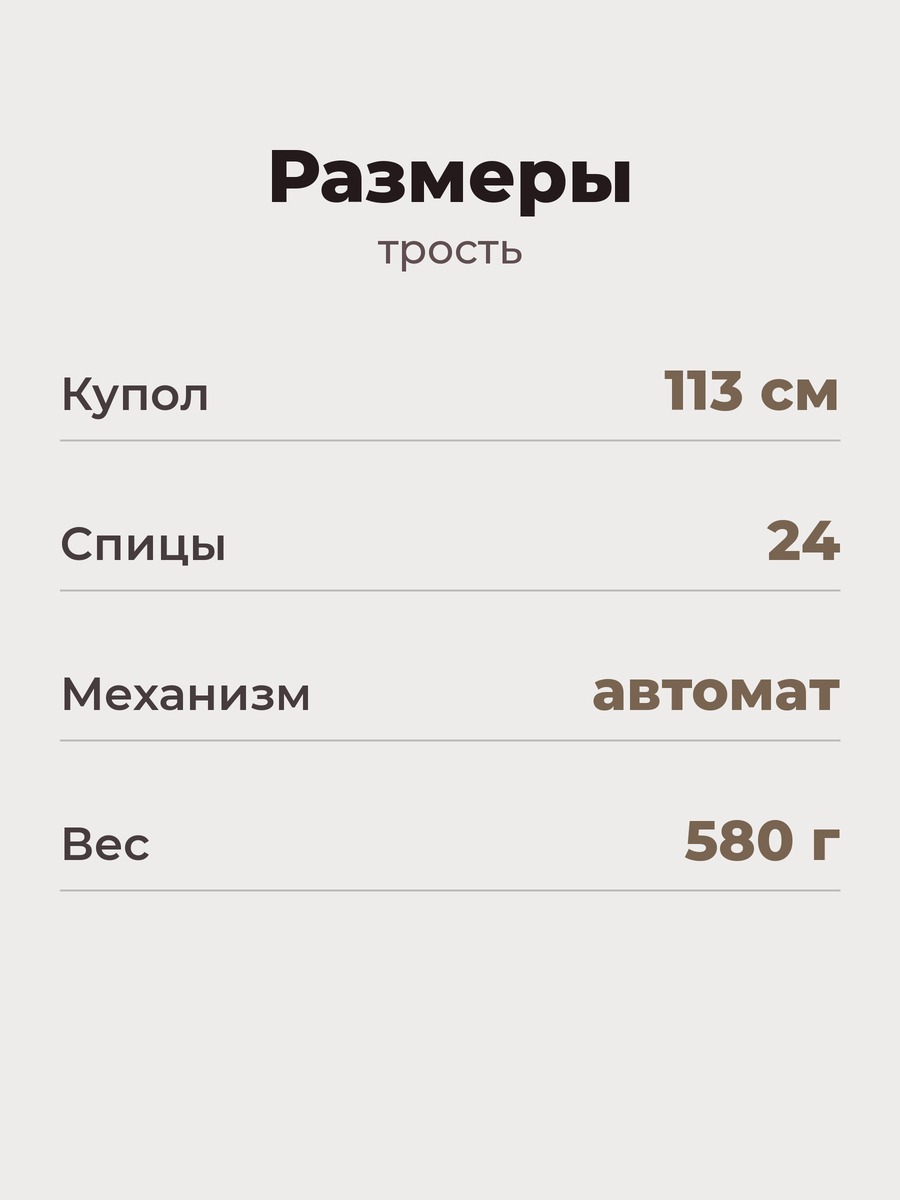 Размеры
трость
Купол 113 см
Спицы 24
Механизм автомат
Вес 580 г